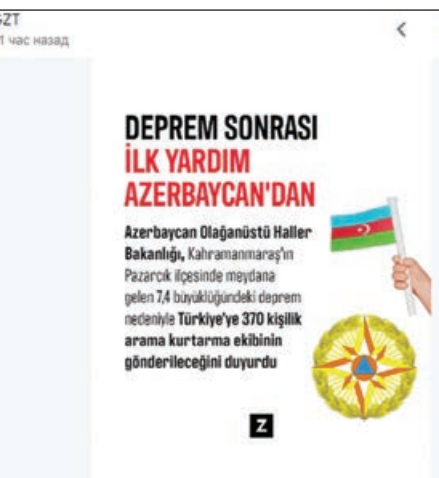 GZT
1 час назад
DEPREM SONRASI
İLK YARDIM
AZERBAYCAN'DAN
Azerbaycan Olağanüstü Haller
Bakanlığı, Kahramanmaraş'ın
Pazarcık ilçesinde meydana
gelen 7,4 büyüklüğündeki deprem
nedeniyle Türkiye'ye 370 kişilik
arama kurtarma ekibinin
gönderileceğini duyurdu
Z